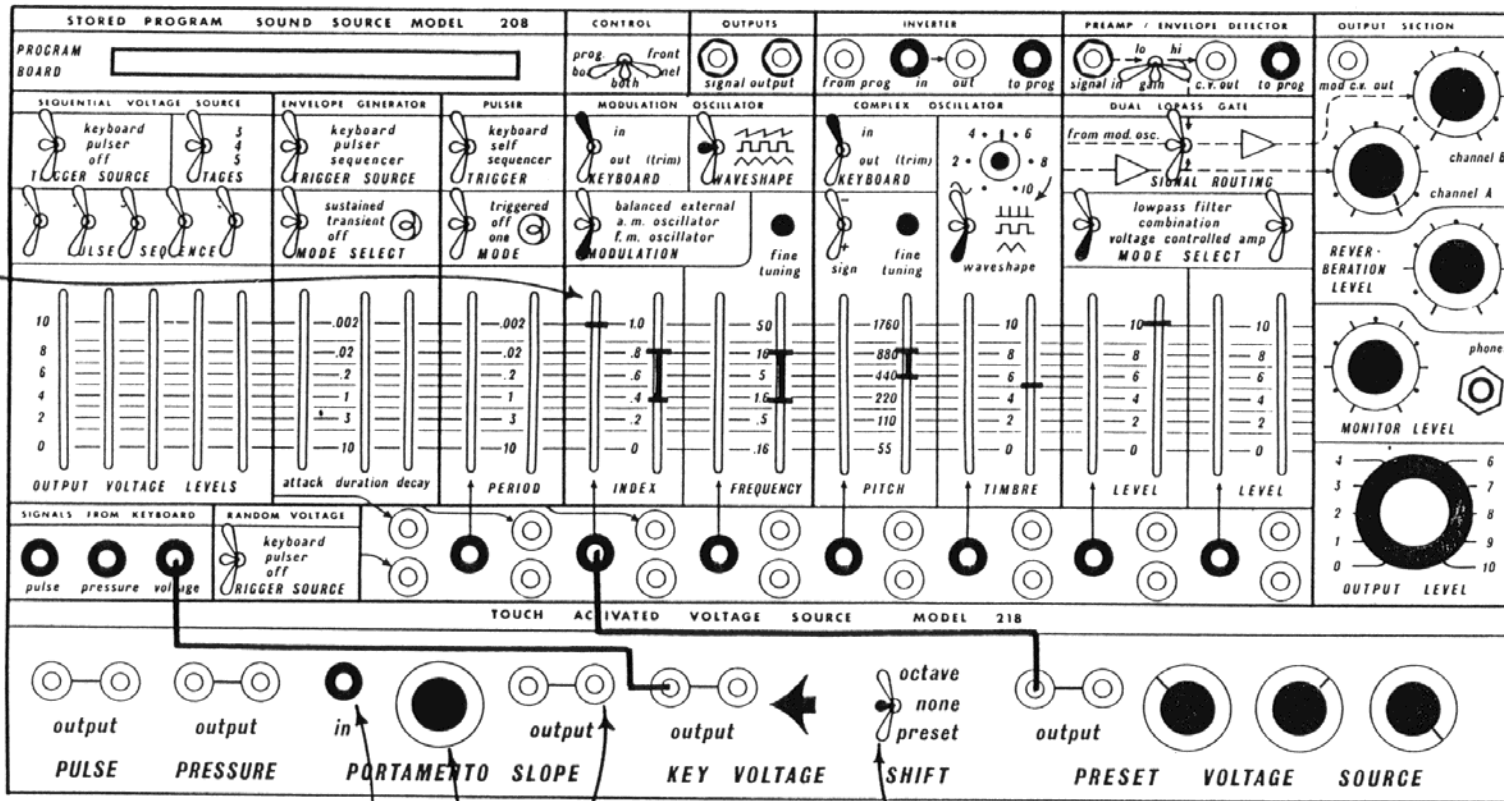 STORED PROGRAM SOUND SOURCE MODEL 208
CONTROL
OUTPUTS
INVERTER
PREAMP / ENVELOPE DETECTOR
OUTPUT SECTION
PROGRAM
BOARD
prog. front
both
signal output
from prog in out to prog
lo hi
signal in gain c.v. out to prog
mod c.v. out
channel B
channel A
SEQUENTIAL VOLTAGE SOURCE
ENVELOPE GENERATOR
PULSER
MODULATION OSCILLATOR
COMPLEX OSCILLATOR
DUAL LOPASS GATE
keyboard
pulser
off
TRIGGER SOURCE
3
4
5
STAGES
keyboard
pulser
sequencer
TRIGGER SOURCE
keyboard
self
sequencer
TRIGGER
in
out (trim)
KEYBOARD
WAVESHAPE
in
out (trim)
KEYBOARD
4 6
2 8
10
from mod. osc.
SIGNAL ROUTING
PULSE SEQUENCE
sustained
transient
off
MODE SELECT
triggered
off
one
MODE
balanced external
a.m. oscillator
f.m. oscillator
MODULATION
fine
tuning
-
+
sign
fine
tuning
waveshape
lowpass filter
combination
voltage controlled amp
MODE SELECT
REVER-
BERATION
LEVEL
10 .002 .002 1.0 50 1760 10 10 10
8 .02 .02 .8 16 880 8 8 8
6 .2 .2 .6 5 440 6 6 6
4 1 1 .4 1.6 220 4 4 4
2 3 3 .2 .5 110 2 2 2
0 10 10 0 .16 55 0 0 0
phones
MONITOR LEVEL
OUTPUT VOLTAGE LEVELS
attack duration decay
PERIOD
INDEX
FREQUENCY
PITCH
TIMBRE
LEVEL
LEVEL
4 6
3 7
2 8
1 9
0 10
OUTPUT LEVEL
SIGNALS FROM KEYBOARD
RANDOM VOLTAGE
pulse pressure voltage
keyboard
pulser
off
TRIGGER SOURCE
TOUCH ACTIVATED VOLTAGE SOURCE MODEL 218
output
PULSE
output
PRESSURE
in
output
PORTAMENTO SLOPE
output
KEY VOLTAGE
octave
none
preset
SHIFT
output
PRESET VOLTAGE SOURCE